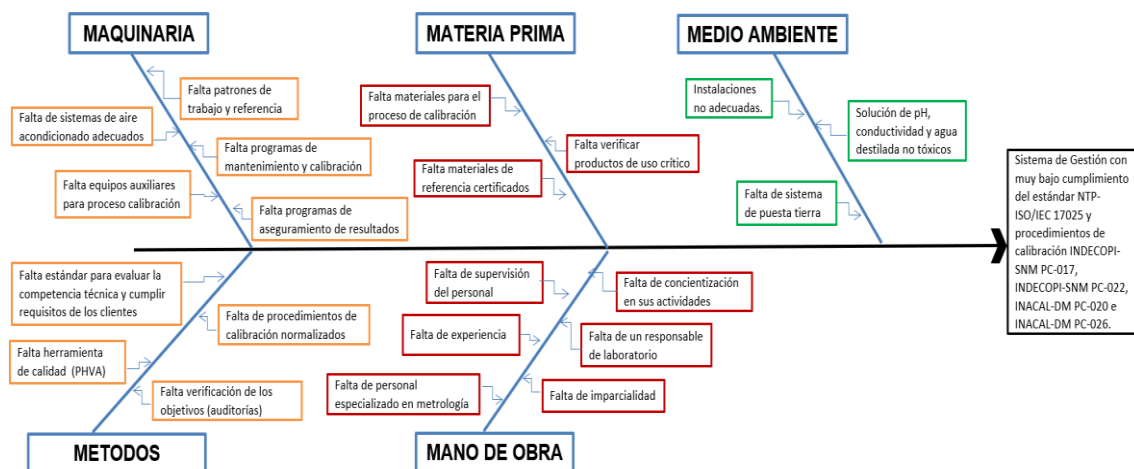 MAQUINARIA
MATERIA PRIMA
MEDIO AMBIENTE
Falta patrones de
trabajo y referencia
Falta de sistemas de aire
acondicionado adecuados
Falta programas de
mantenimiento y calibración
Falta equipos auxiliares
para proceso calibración
Falta programas de
aseguramiento de resultados
Falta materiales para el
proceso de calibración
Falta verificar
productos de uso crítico
Falta materiales de
referencia certificados
Instalaciones
no adecuadas.
Solución de pH,
conductividad y agua
destilada no tóxicos
Falta de sistema
de puesta tierra
Sistema de Gestión con
muy bajo cumplimiento
del estándar NTP-
ISO/IEC 17025 y
procedimientos de
calibración INDECOPI-
SNM PC-017,
INDECOPI-SNM PC-022,
INACAL-DM PC-020 e
INACAL-DM PC-026.
Falta estándar para evaluar la
competencia técnica y cumplir
requisitos de los clientes
Falta de procedimientos de
calibración normalizados
Falta herramienta
de calidad (PHVA)
Falta verificación de los
objetivos (auditorías)
Falta de supervisión
del personal
Falta de concientización
en sus actividades
Falta de experiencia
Falta de un responsable
de laboratorio
Falta de personal
especializado en metrología
Falta de imparcialidad
METODOS
MANO DE OBRA